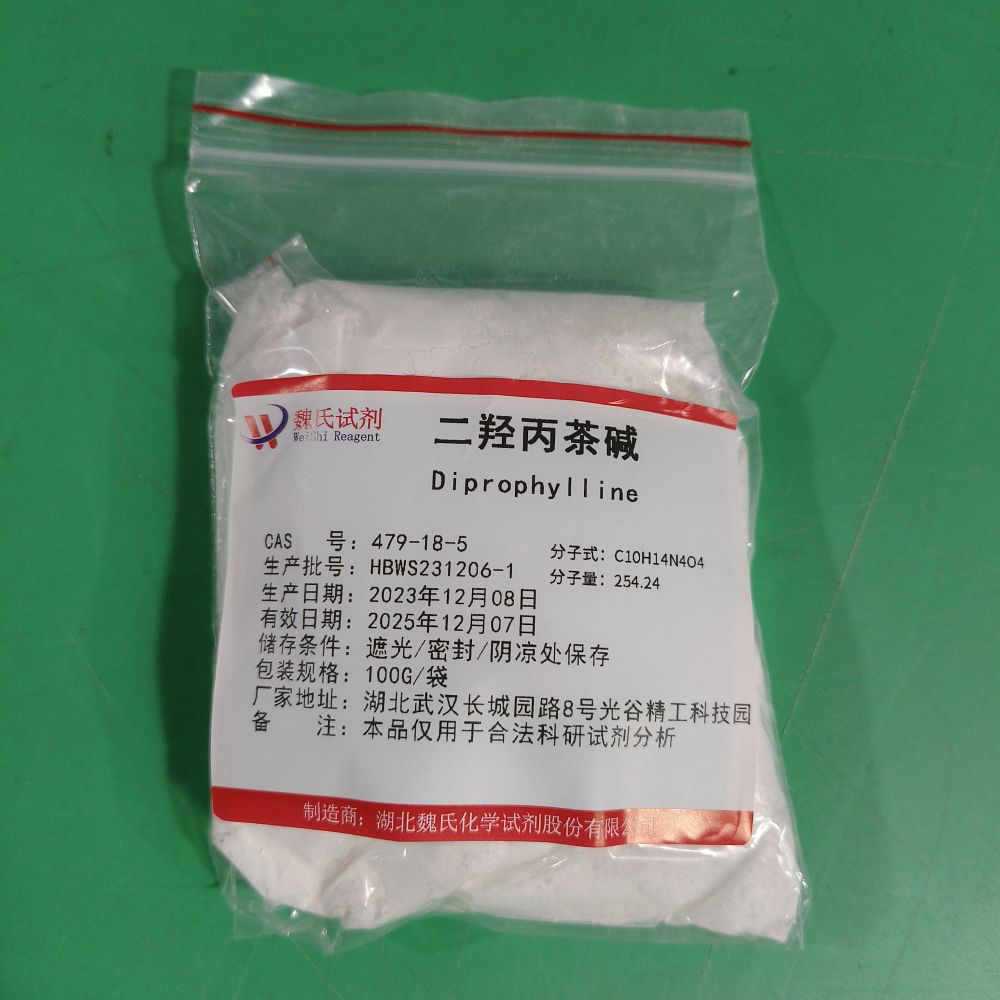 魏氏试剂
WeiShi Reagent
二羟丙茶碱
Diprophylline
CAS 号：479-18-5
分子式：C10H14N4O4
生产批号：HBWS231206-1
分子量：254.24
生产日期：2023年12月08日
有效日期：2025年12月07日
储存条件：遮光/密封/阴凉处保存
包装规格：100G/袋
厂家地址：湖北武汉长城园路8号光谷精工科技园
备 注：本品仅用于合法科研试剂分析
制造商：湖北魏氏化学试剂股份有限公司